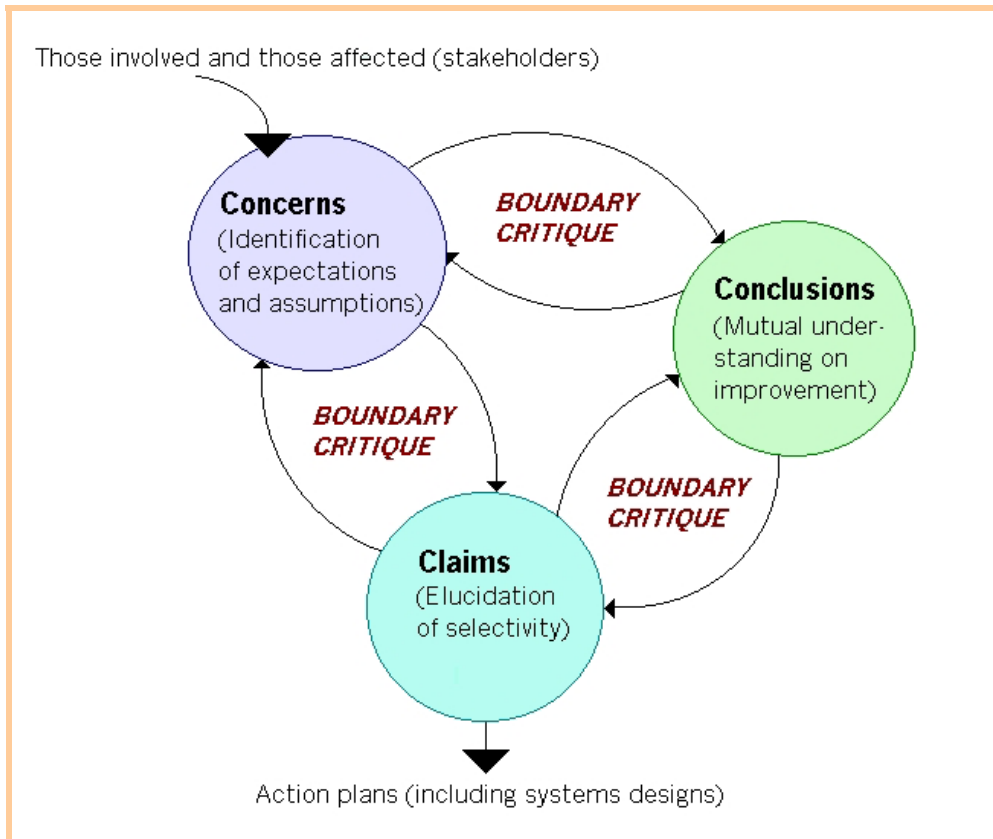 Those involved and those affected (stakeholders)
Concerns
(Identification
of expectations
and assumptions)
BOUNDARY
CRITIQUE
Conclusions
(Mutual under-
standing on
improvement)
BOUNDARY
CRITIQUE
BOUNDARY
CRITIQUE
Claims
(Elucidation
of selectivity)
Action plans (including systems designs)